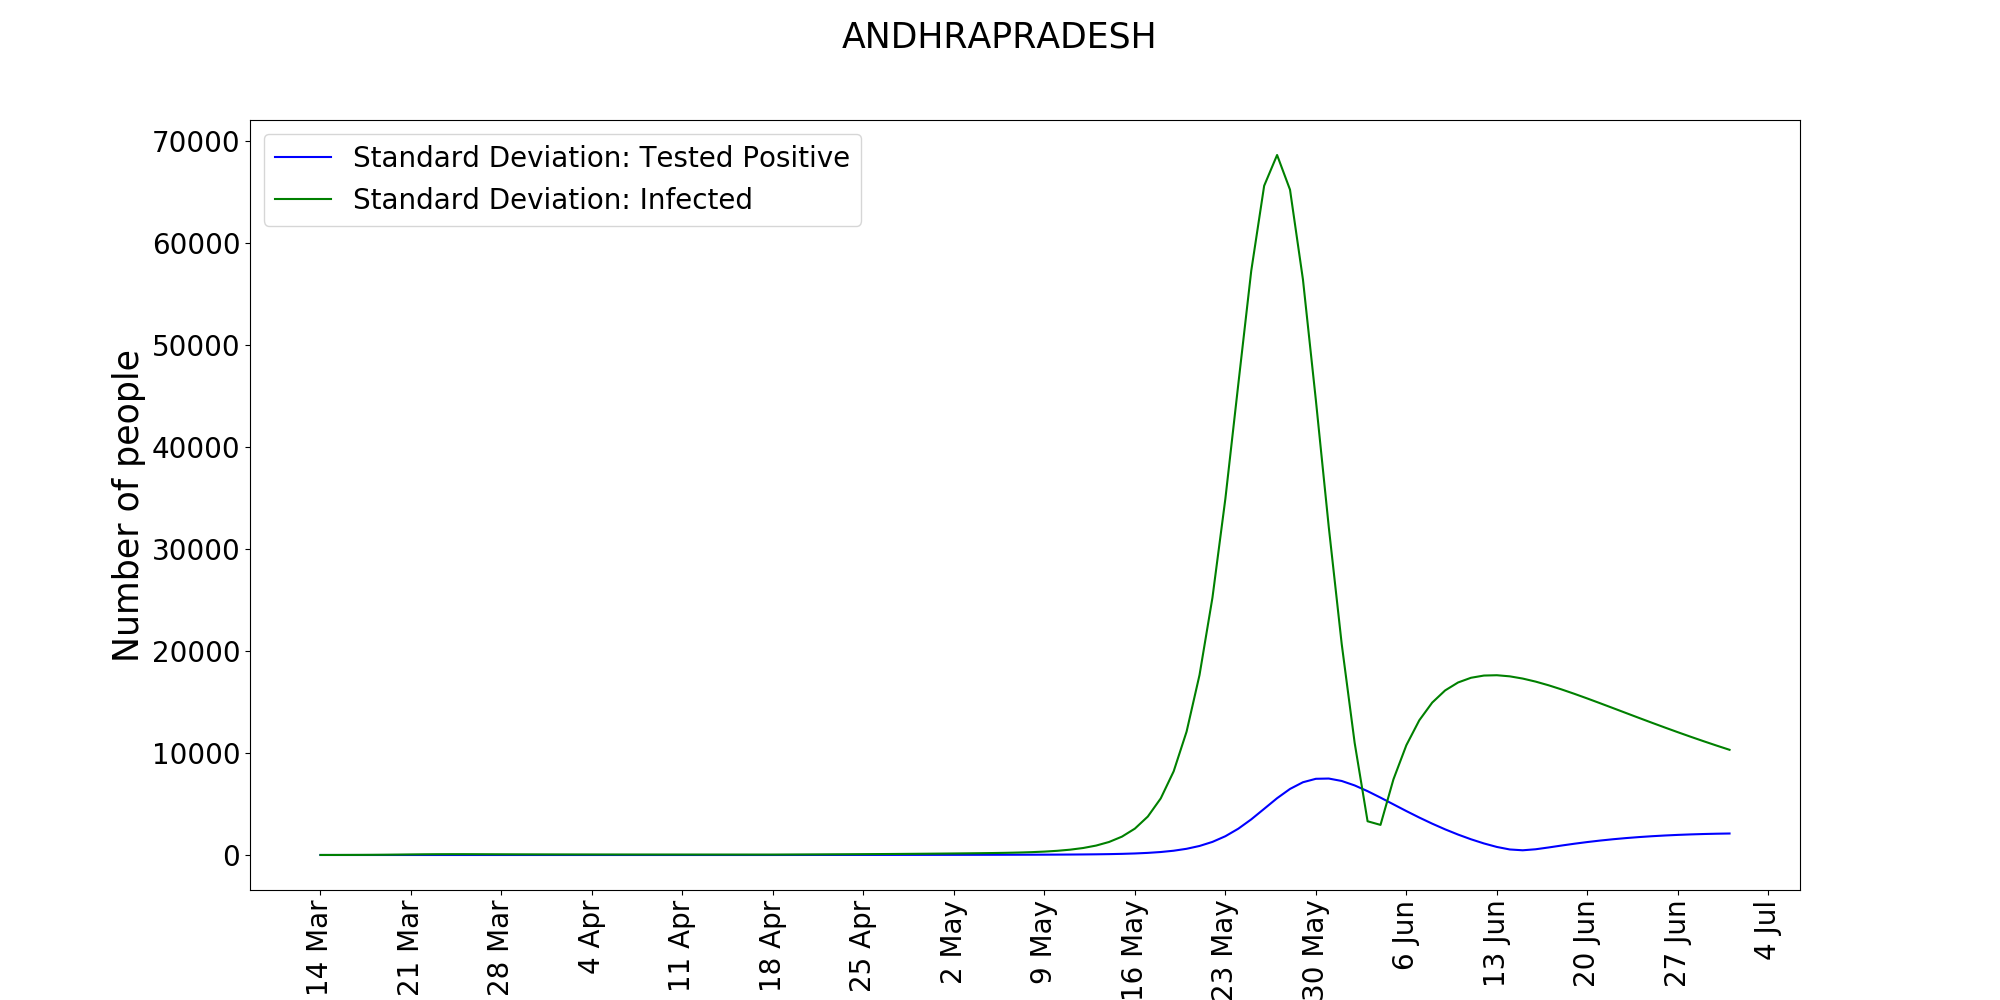 ANDHRAPRADESH
70000
60000
50000
40000
30000
20000
10000
0
Number of people
Standard Deviation: Tested Positive
Standard Deviation: Infected
14 Mar
21 Mar
28 Mar
4 Apr
11 Apr
18 Apr
25 Apr
2 May
9 May
16 May
23 May
30 May
6 Jun
13 Jun
20 Jun
27 Jun
4 Jul